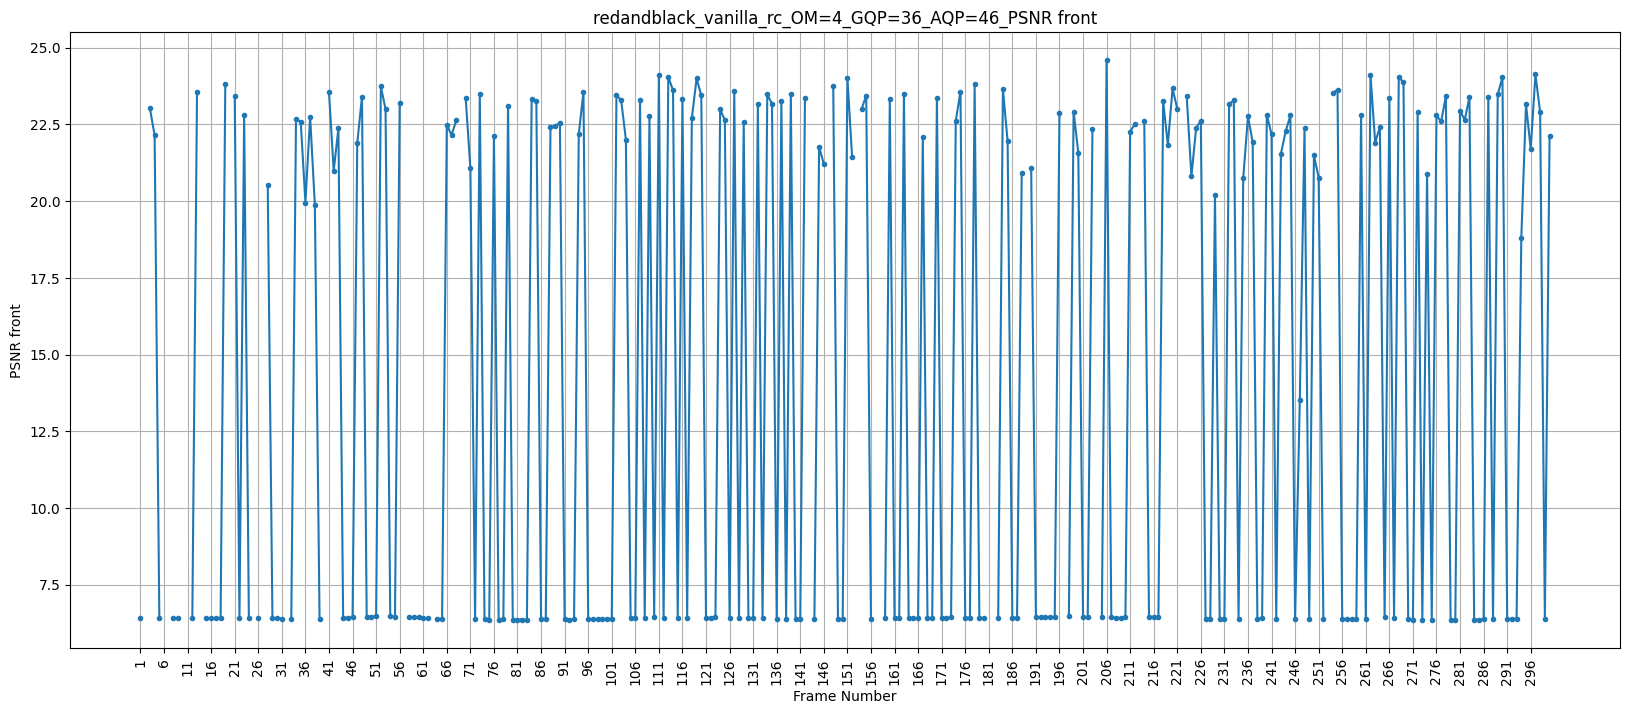 redandblack_vanilla_rc_OM=4_GQP=36_AQP=46_PSNR front
25.0
22.5
20.0
17.5
15.0
12.5
10.0
7.5
PSNR front
1 6 11 16 21 26 31 36 41 46 51 56 61 66 71 76 81 86 91 96 101 106 111 116 121 126 131 136 141 146 151 156 161 166 171 176 181 186 191 196 201 206 211 216 221 226 231 236 241 246 251 256 261 266 271 276 281 286 291 296
Frame Number